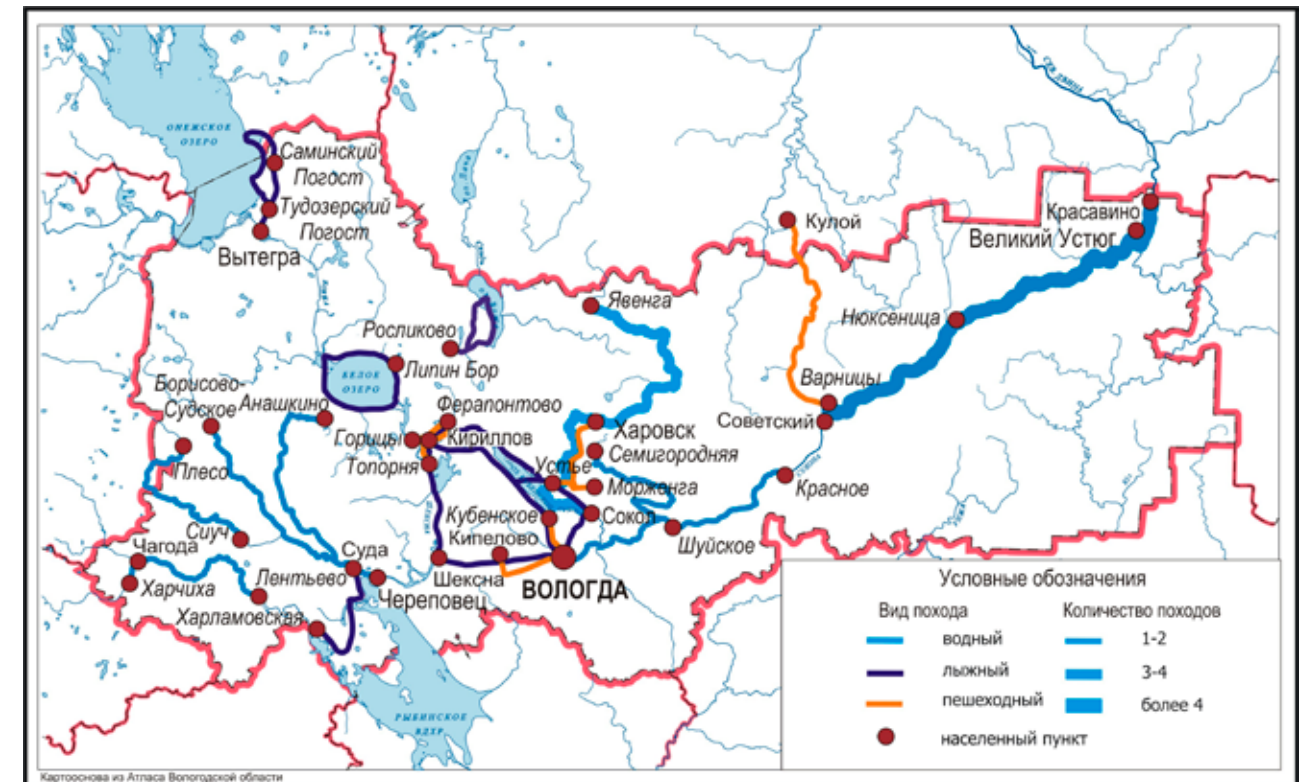 СЕВ. ДВИНА
ОНЕЖСКОЕ
ОЗЕРО
Саминский
Погост
Тудозерский
Погост
Вытегра
Кулой
Красавино
Великий Устюг
Явенга
Нюксеница
Росликово
Липин Бор
БЕЛОЕ
ОЗЕРО
Борисово-
Судское
Анашкино
Ферапонтово
Варницы
Советский
Горицы
Кириллов
Харовск
Плесо
Топорня
Семигородняя
Устье
Морженга
Красное
Кубенское
Сокол
Сиуч
Чагода
Суда
Кипелово
Шуйское
Харчиха
Лентьево
Шексна
ВОЛОГДА
Череповец
Харламовская
РЫБИНСКОЕ
ВДХР.
Условные обозначения
Вид похода
Количество походов
водный
1-2
лыжный
3-4
пешеходный
более 4
населенный пункт
Картооснова из Атласа Вологодской области